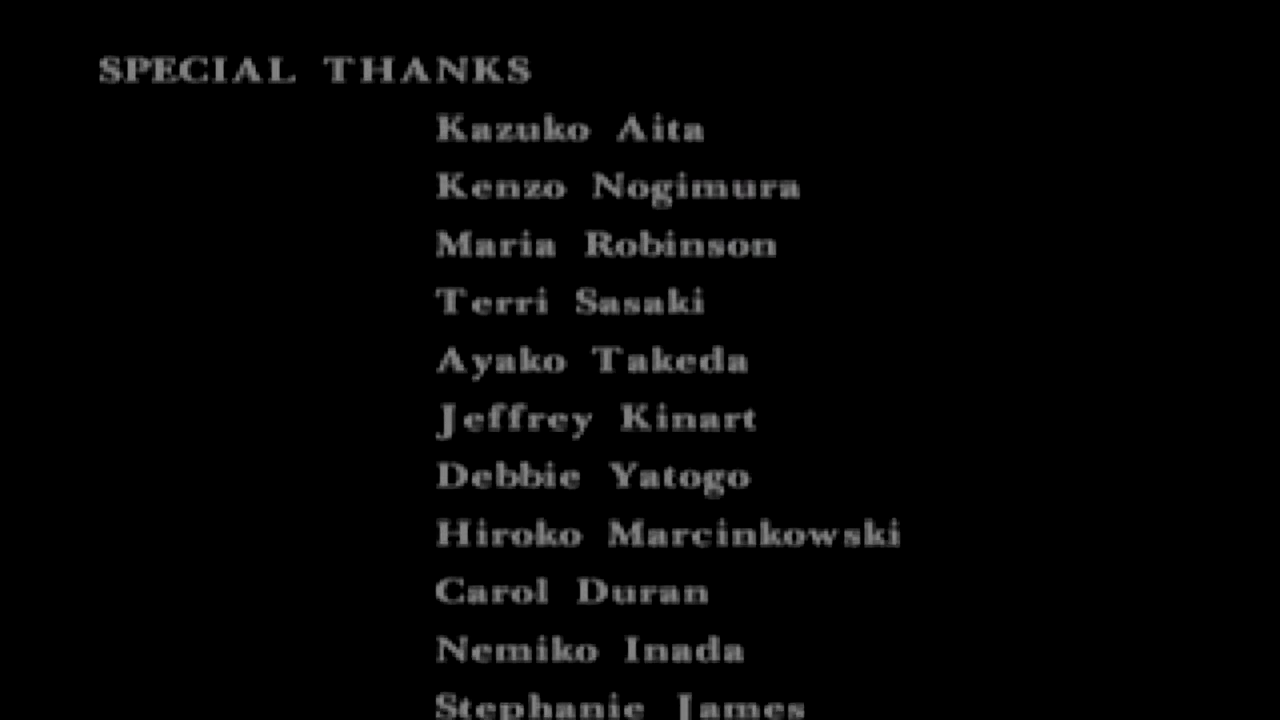 SPECIAL THANKS
Kazuko Aita
Kenzo Nogimura
Maria Robinson
Terri Sasaki
Ayako Takeda
Jeffrey Kinart
Debbie Yatogo
Hiroko Marcinkowski
Carol Duran
Nemiko Inada
Stephanie James